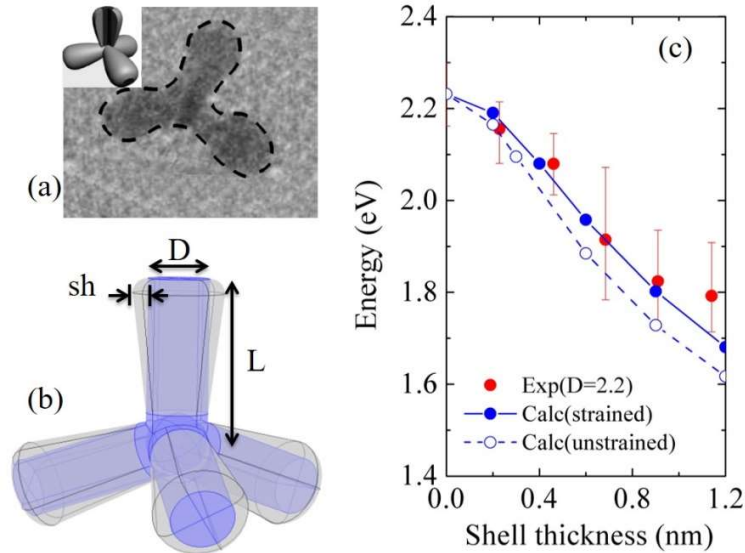 (a)
(b)
D
sh
L
(c)
Energy (eV)
2.4
2.2
2.0
1.8
1.6
1.4
Exp(D=2.2)
Calc(strained)
Calc(unstrained)
0.0 0.4 0.8 1.2
Shell thickness (nm)